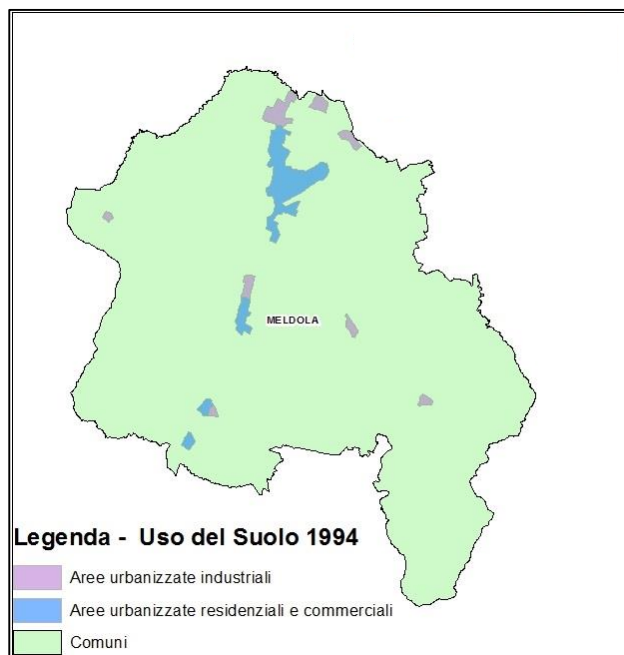 MELDOLA
Legenda - Uso del Suolo 1994
Aree urbanizzate industriali
Aree urbanizzate residenziali e commerciali
Comuni